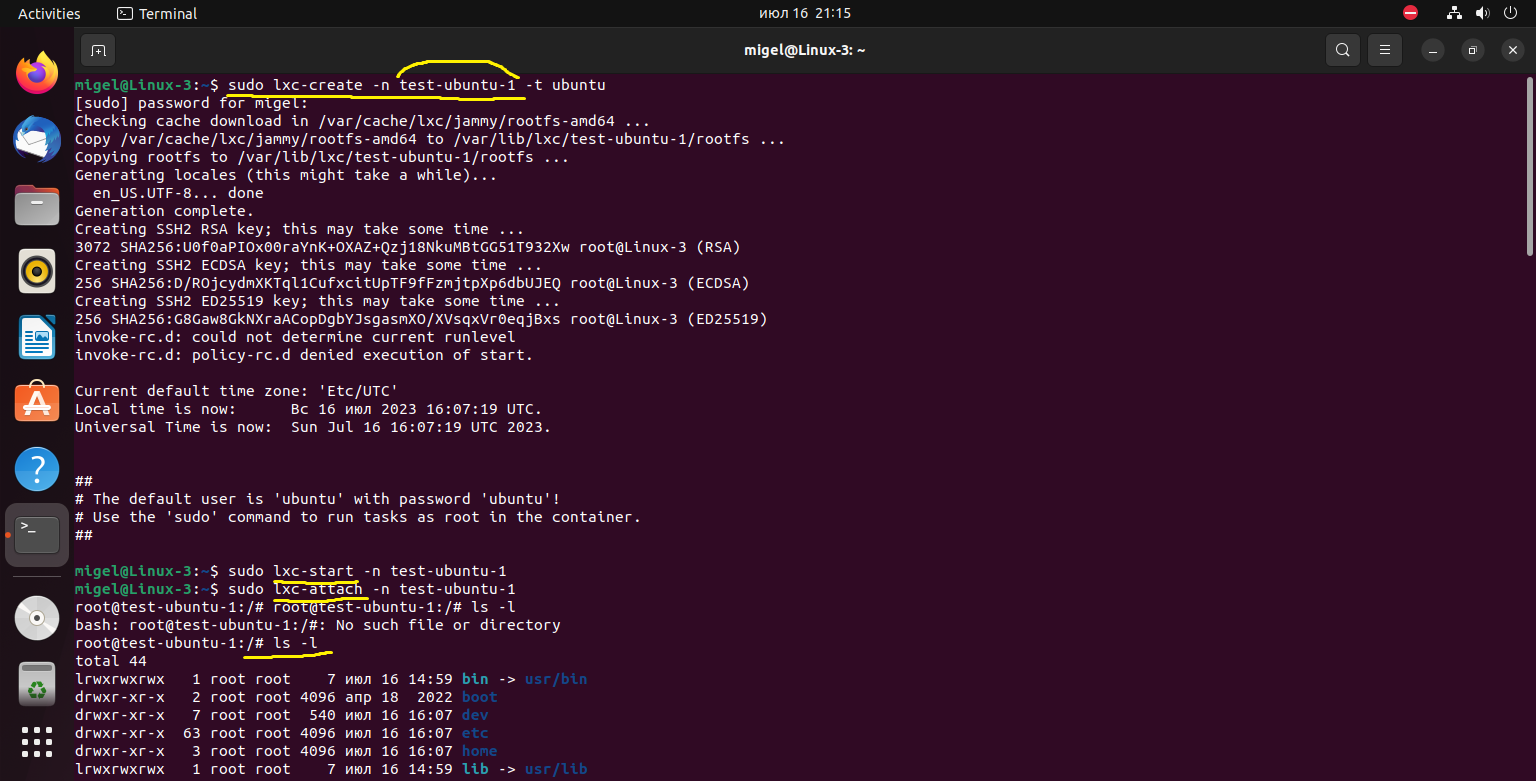 Activities Terminal июл 16 21:15
migel@Linux-3: ~
migel@Linux-3:~$ sudo lxc-create -n test-ubuntu-1 -t ubuntu
[sudo] password for migel:
Checking cache download in /var/cache/lxc/jammy/rootfs-amd64 ...
Copy /var/cache/lxc/jammy/rootfs-amd64 to /var/lib/lxc/test-ubuntu-1/rootfs ...
Copying rootfs to /var/lib/lxc/test-ubuntu-1/rootfs ...
Generating locales (this might take a while)...
  en_US.UTF-8... done
Generation complete.
Creating SSH2 RSA key; this may take some time ...
3072 SHA256:U0f0aPIOx00raYnK+OXAZ+Qzj18NkuMBtGG51T932Xw root@Linux-3 (RSA)
Creating SSH2 ECDSA key; this may take some time ...
256 SHA256:D/ROjcydmXKTql1CufxcitUpTF9fFzmjtpXp6dbUJEQ root@Linux-3 (ECDSA)
Creating SSH2 ED25519 key; this may take some time ...
256 SHA256:G8Gaw8GkNXraACopDgbYJsgasmXO/XVsqxVr0eqjBxs root@Linux-3 (ED25519)
invoke-rc.d: could not determine current runlevel
invoke-rc.d: policy-rc.d denied execution of start.
Current default time zone: 'Etc/UTC'
Local time is now:      Вс 16 июл 2023 16:07:19 UTC.
Universal Time is now:  Sun Jul 16 16:07:19 UTC 2023.
##
# The default user is 'ubuntu' with password 'ubuntu'!
# Use the 'sudo' command to run tasks as root in the container.
##
migel@Linux-3:~$ sudo lxc-start -n test-ubuntu-1
migel@Linux-3:~$ sudo lxc-attach -n test-ubuntu-1
root@test-ubuntu-1:/# root@test-ubuntu-1:/# ls -l
bash: root@test-ubuntu-1:/#: No such file or directory
root@test-ubuntu-1:/# ls -l
total 44
lrwxrwxrwx   1 root root    7 июл 16 14:59 bin -> usr/bin
drwxr-xr-x   2 root root 4096 апр 18  2022 boot
drwxr-xr-x   7 root root  540 июл 16 16:07 dev
drwxr-xr-x  63 root root 4096 июл 16 16:07 etc
drwxr-xr-x   3 root root 4096 июл 16 16:07 home
lrwxrwxrwx   1 root root    7 июл 16 14:59 lib -> usr/lib